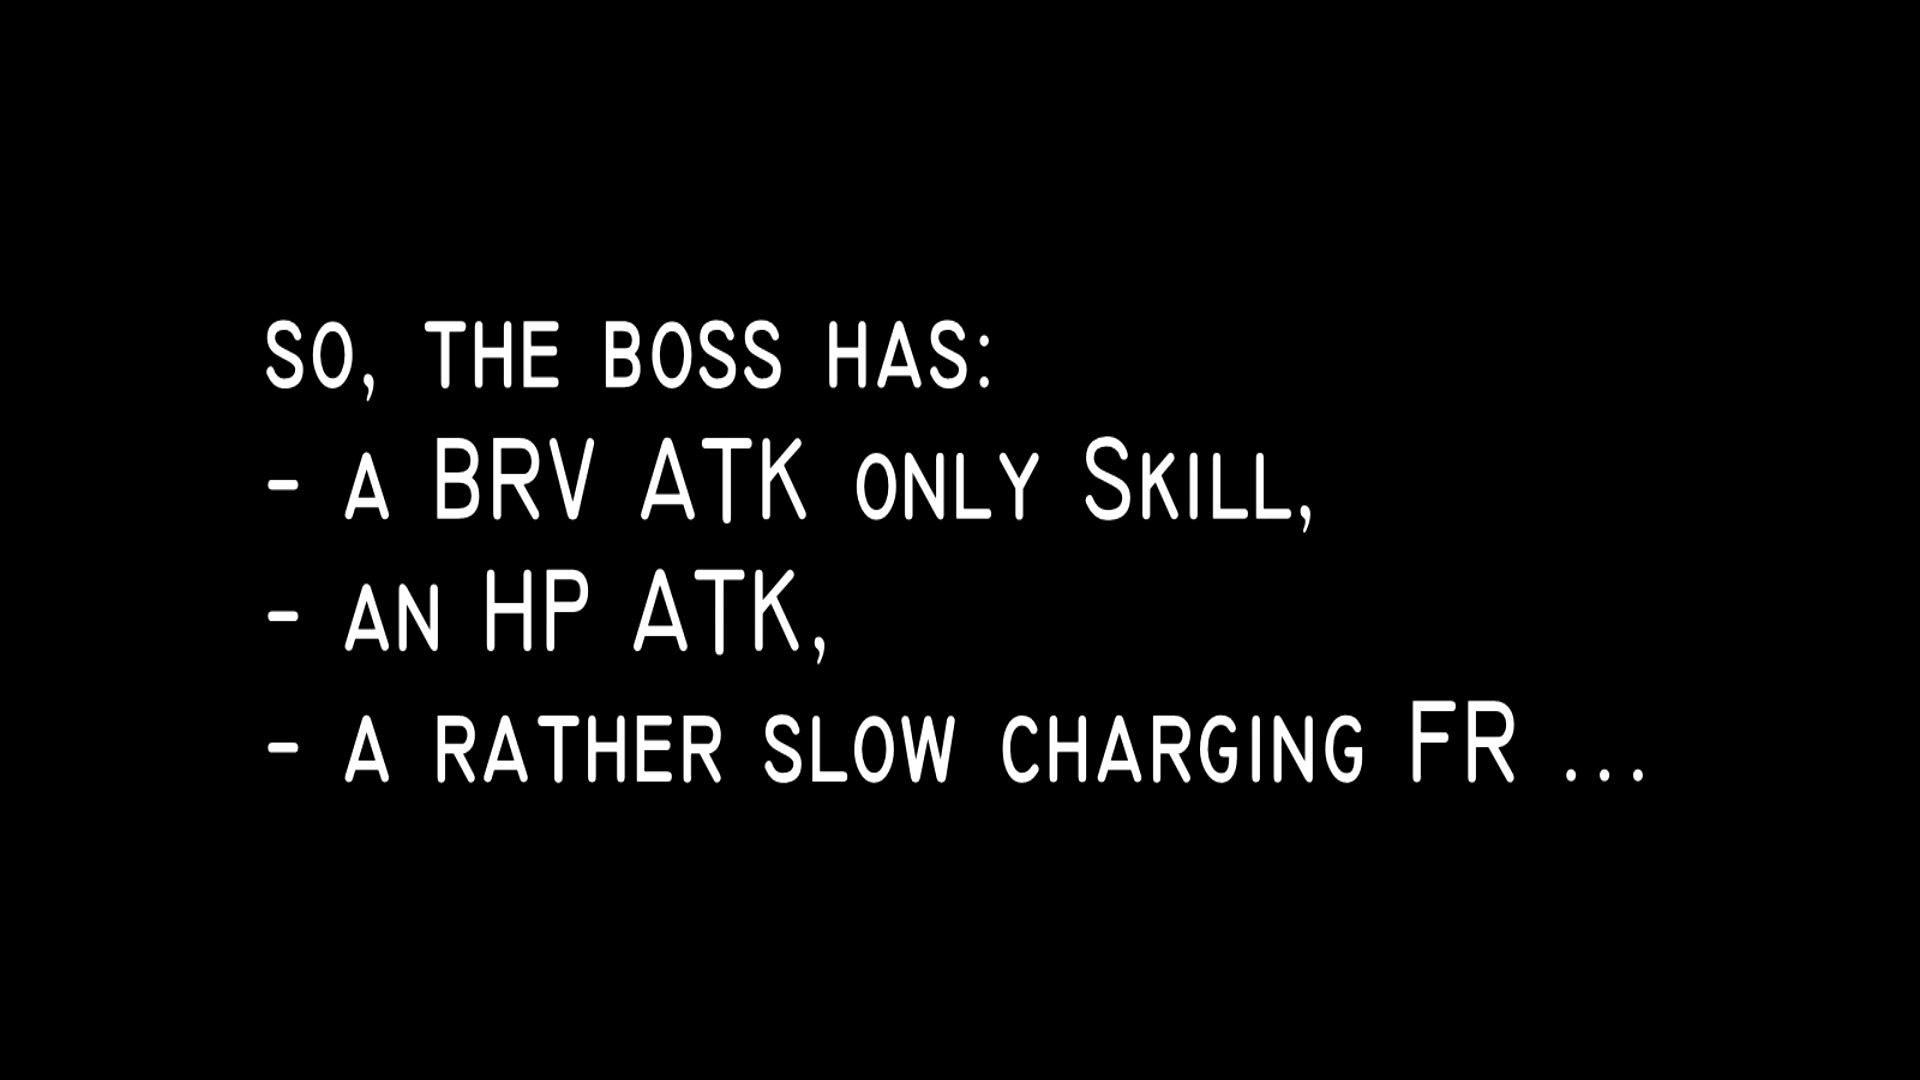 so, the boss has:
- a BRV ATK only Skill,
- an HP ATK,
- a rather slow charging FR ...